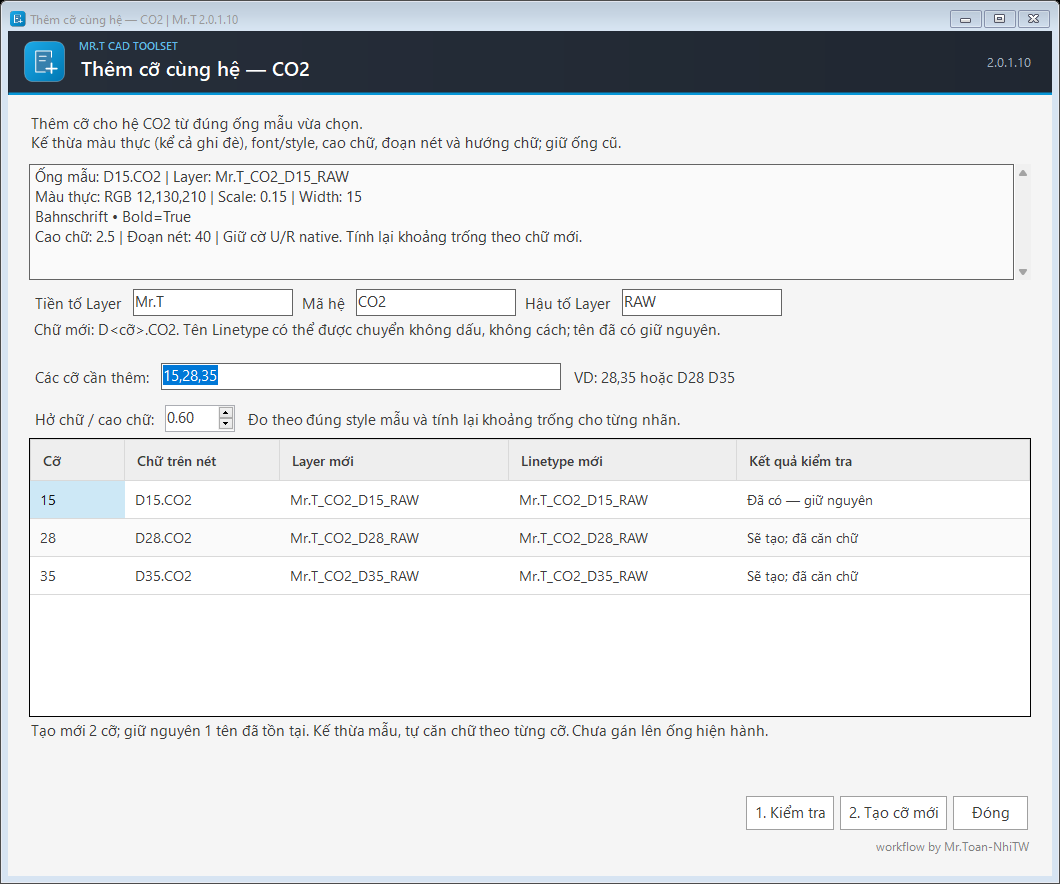 Thêm cỡ cùng hệ — CO2 | Mr.T 2.0.1.10
MR.T CAD TOOLSET
Thêm cỡ cùng hệ — CO2
2.0.1.10
Thêm cỡ cho hệ CO2 từ đúng ống mẫu vừa chọn.
Kế thừa màu thực (kể cả ghi đè), font/style, cao chữ, đoạn nét và hướng chữ; giữ ống cũ.
Ống mẫu: D15.CO2 | Layer: Mr.T_CO2_D15_RAW
Màu thực: RGB 12,130,210 | Scale: 0.15 | Width: 15
Bahnschrift • Bold=True
Cao chữ: 2.5 | Đoạn nét: 40 | Giữ cờ U/R native. Tính lại khoảng trống theo chữ mới.
Tiền tố Layer Mr.T Mã hệ CO2 Hậu tố Layer RAW
Chữ mới: D<cỡ>.CO2. Tên Linetype có thể được chuyển không dấu, không cách; tên đã có giữ nguyên.
Các cỡ cần thêm: 15,28,35 VD: 28,35 hoặc D28 D35
Hở chữ / cao chữ: 0.60 Đo theo đúng style mẫu và tính lại khoảng trống cho từng nhãn.
Cỡ Chữ trên nét Layer mới Linetype mới Kết quả kiểm tra
15 D15.CO2 Mr.T_CO2_D15_RAW Mr.T_CO2_D15_RAW Đã có — giữ nguyên
28 D28.CO2 Mr.T_CO2_D28_RAW Mr.T_CO2_D28_RAW Sẽ tạo; đã căn chữ
35 D35.CO2 Mr.T_CO2_D35_RAW Mr.T_CO2_D35_RAW Sẽ tạo; đã căn chữ
Tạo mới 2 cỡ; giữ nguyên 1 tên đã tồn tại. Kế thừa mẫu, tự căn chữ theo từng cỡ. Chưa gán lên ống hiện hành.
1. Kiểm tra 2. Tạo cỡ mới Đóng
workflow by Mr.Toan-NhiTW